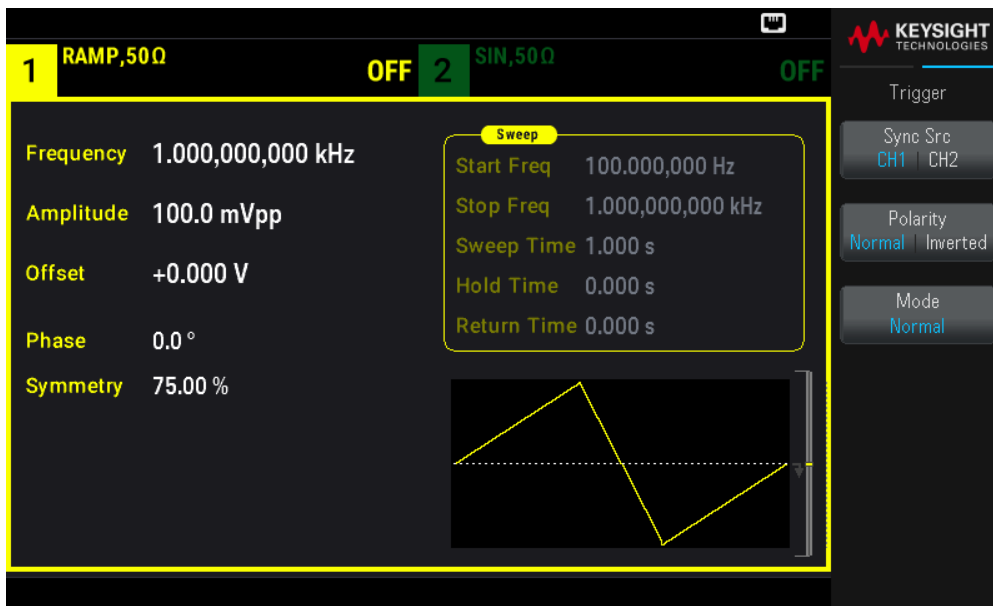 KEYSIGHT
TECHNOLOGIES
1 RAMP,50Ω OFF
2 SIN,50Ω OFF
Frequency 1.000,000,000 kHz
Amplitude 100.0 mVpp
Offset +0.000 V
Phase 0.0 °
Symmetry 75.00 %
Sweep
Start Freq 100.000,000 Hz
Stop Freq 1.000,000,000 kHz
Sweep Time 1.000 s
Hold Time 0.000 s
Return Time 0.000 s
Trigger
Sync Src
CH1 | CH2
Polarity
Normal | Inverted
Mode
Normal